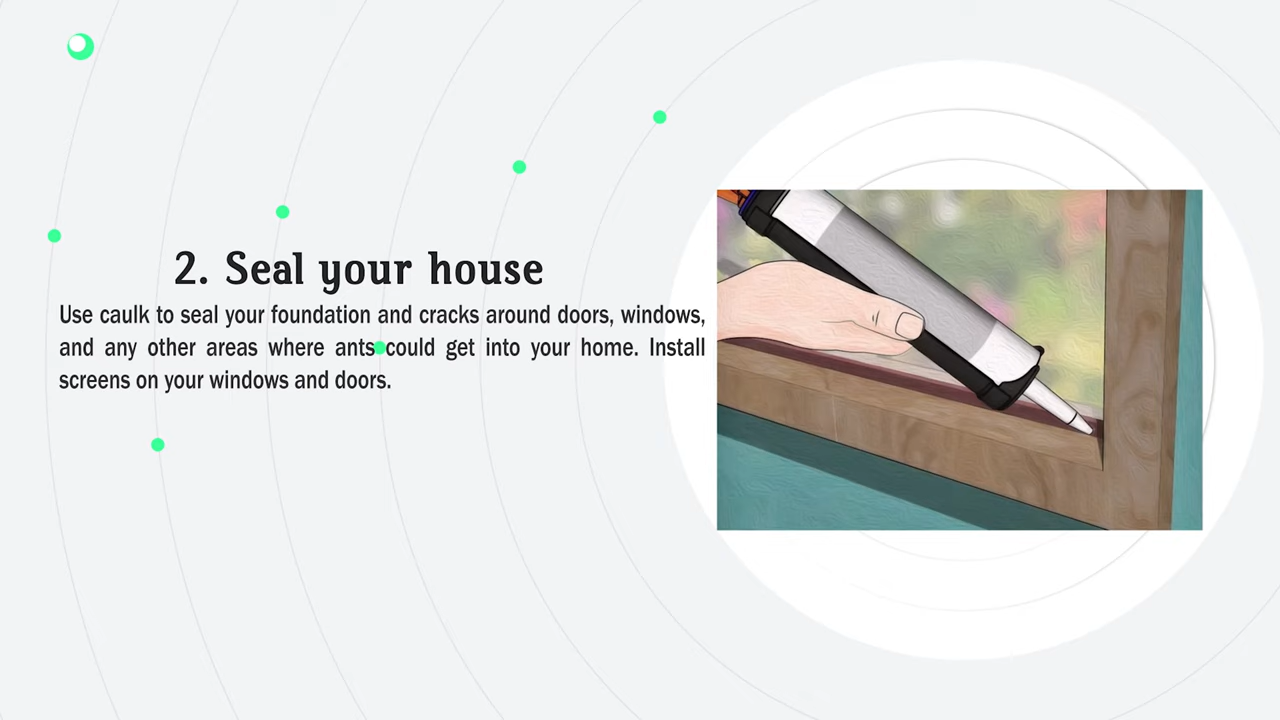 2. Seal your house
Use caulk to seal your foundation and cracks around doors, windows,
and any other areas where ants could get into your home. Install
screens on your windows and doors.